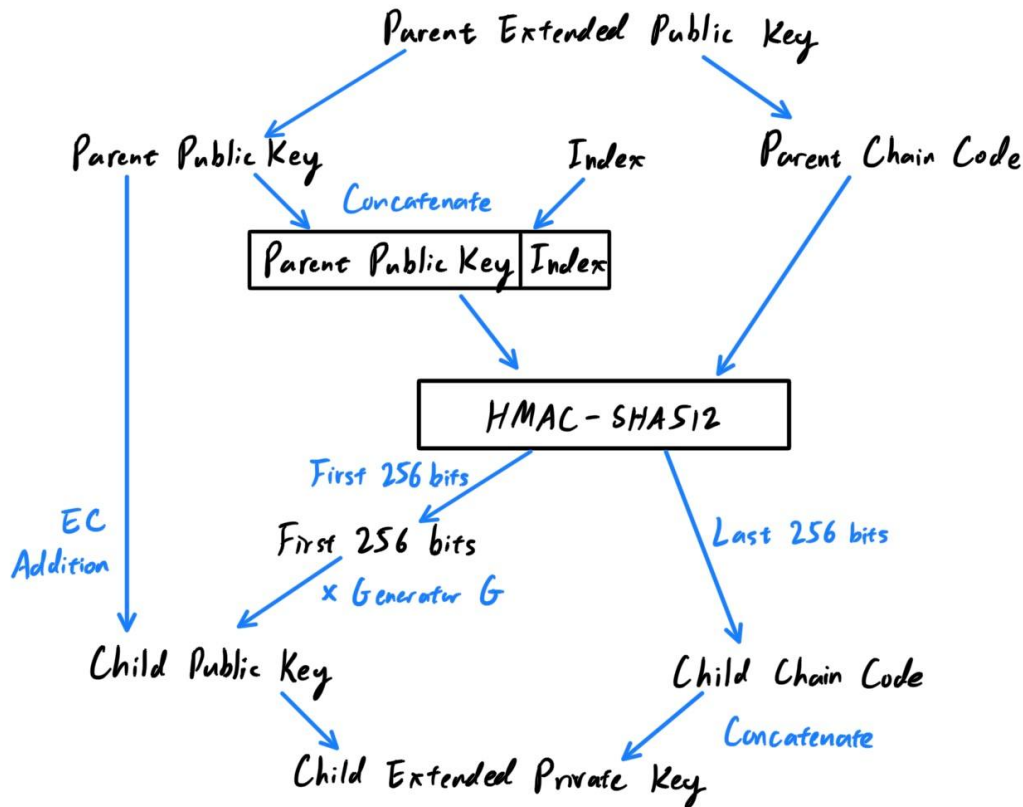 Parent Extended Public Key
Parent Public Key
Index
Parent Chain Code
Concatenate
Parent Public Key
Index
HMAC-SHA512
First 256 bits
First 256 bits
x Generator G
Last 256 bits
EC
Addition
Child Public Key
Child Chain Code
Concatenate
Child Extended Private Key